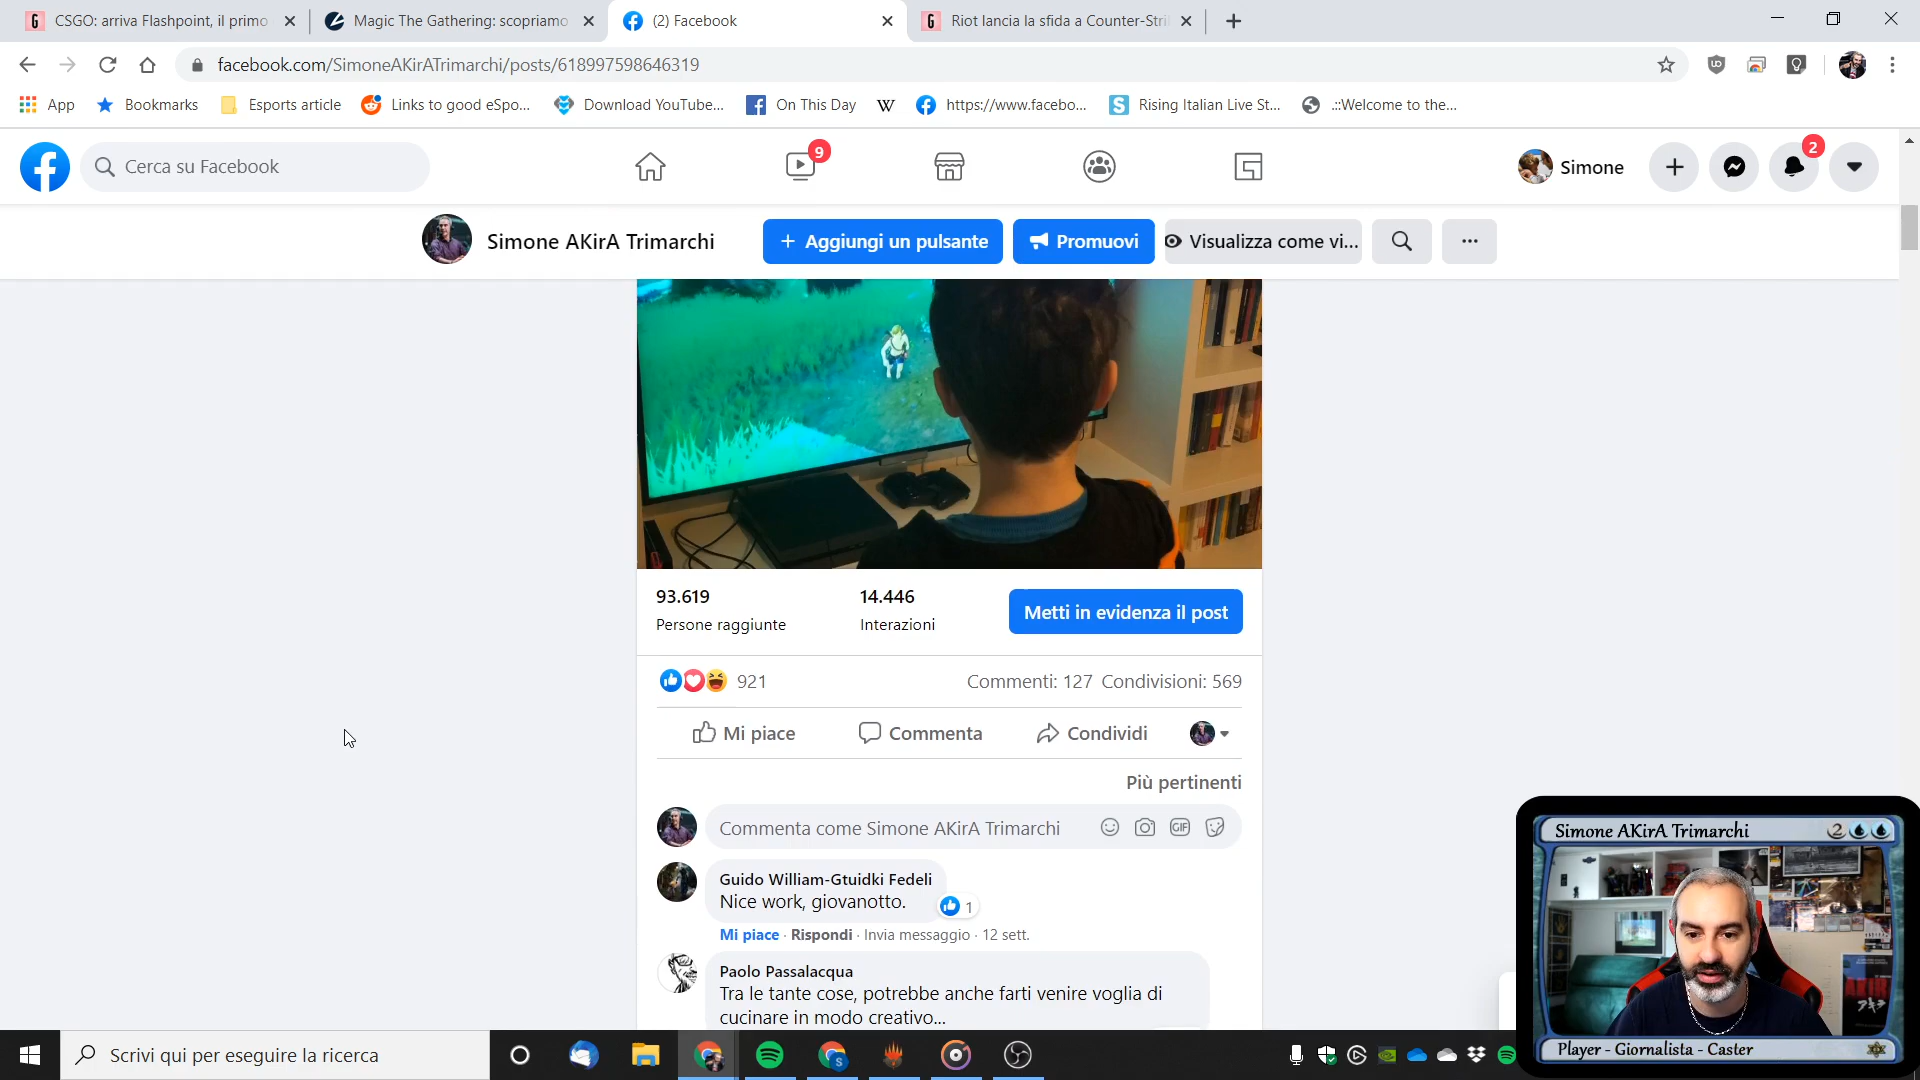 CSGO: arriva Flashpoint, il primo
Magic The Gathering: scopriamo
(2) Facebook
Riot lancia la sfida a Counter-Stri
facebook.com/SimoneAKirATrimarchi/posts/618997598646319
App
Bookmarks
Esports article
Links to good eSpo...
Download YouTube...
On This Day
W
https://www.facebo...
Rising Italian Live St...
.::Welcome to the...
Cerca su Facebook
9
Simone
2
Simone AKirA Trimarchi
+ Aggiungi un pulsante
Promuovi
Visualizza come vi...
93.619
Persone raggiunte
14.446
Interazioni
Metti in evidenza il post
921
Commenti: 127 Condivisioni: 569
Mi piace
Commenta
Condividi
Più pertinenti
Commenta come Simone AKirA Trimarchi
GIF
Guido William-Gtuidki Fedeli
Nice work, giovanotto.
1
Mi piace · Rispondi · Invia messaggio · 12 sett.
Paolo Passalacqua
Tra le tante cose, potrebbe anche farti venire voglia di
cucinare in modo creativo...
Simone AKirA Trimarchi
2
Player - Giornalista - Caster
Scrivi qui per eseguire la ricerca